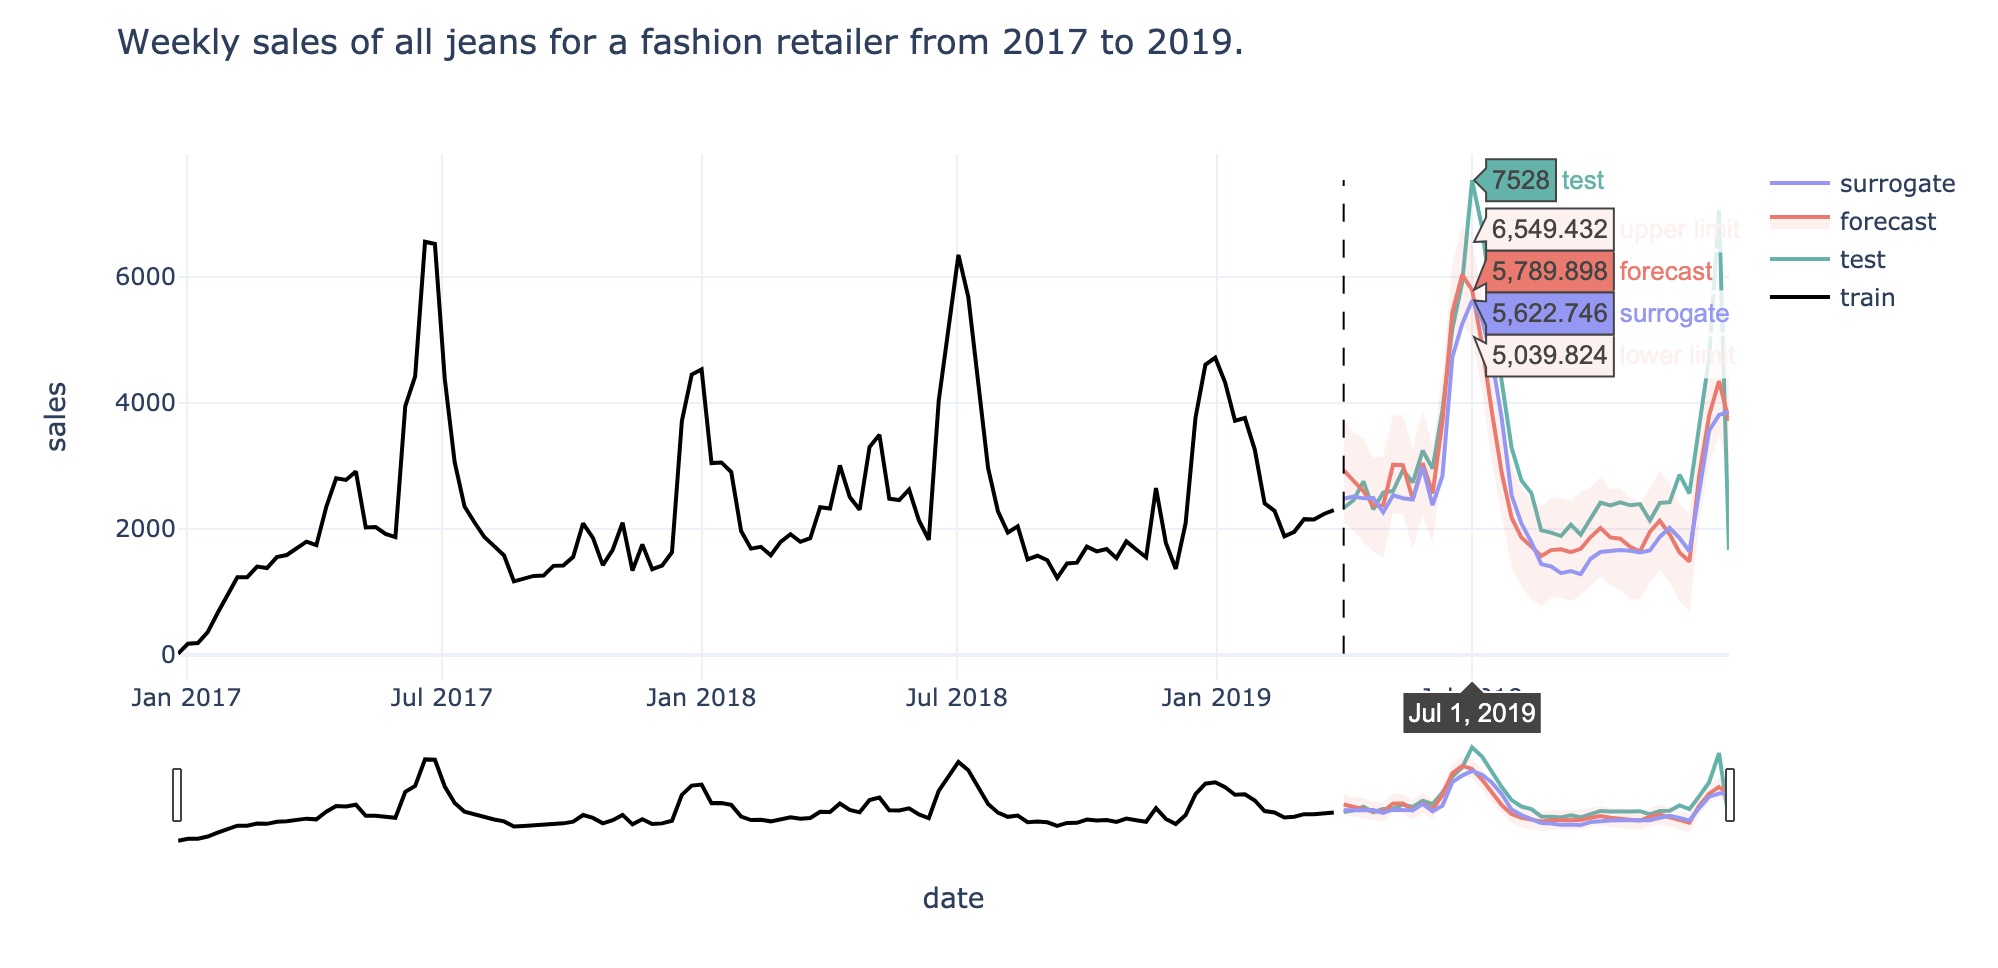 Weekly sales of all jeans for a fashion retailer from 2017 to 2019.
7528 test
6,549.432 upper limit
5,789.898 forecast
5,622.746 surrogate
5,039.824 lower limit
surrogate
forecast
test
train
sales
6000
4000
2000
0
Jan 2017
Jul 2017
Jan 2018
Jul 2018
Jan 2019
Jul 1, 2019
date